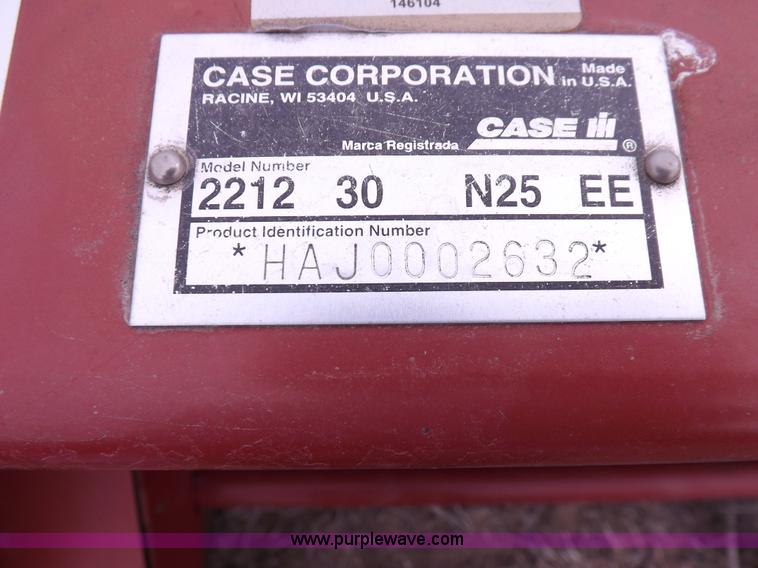 146104
CASE CORPORATION Made in U.S.A.
RACINE, WI 53404 U.S.A.
Marca Registrada CASE IH ®
Model Number
2212 30 N25 EE
Product Identification Number
*HAJ0002632*
www.purplewave.com